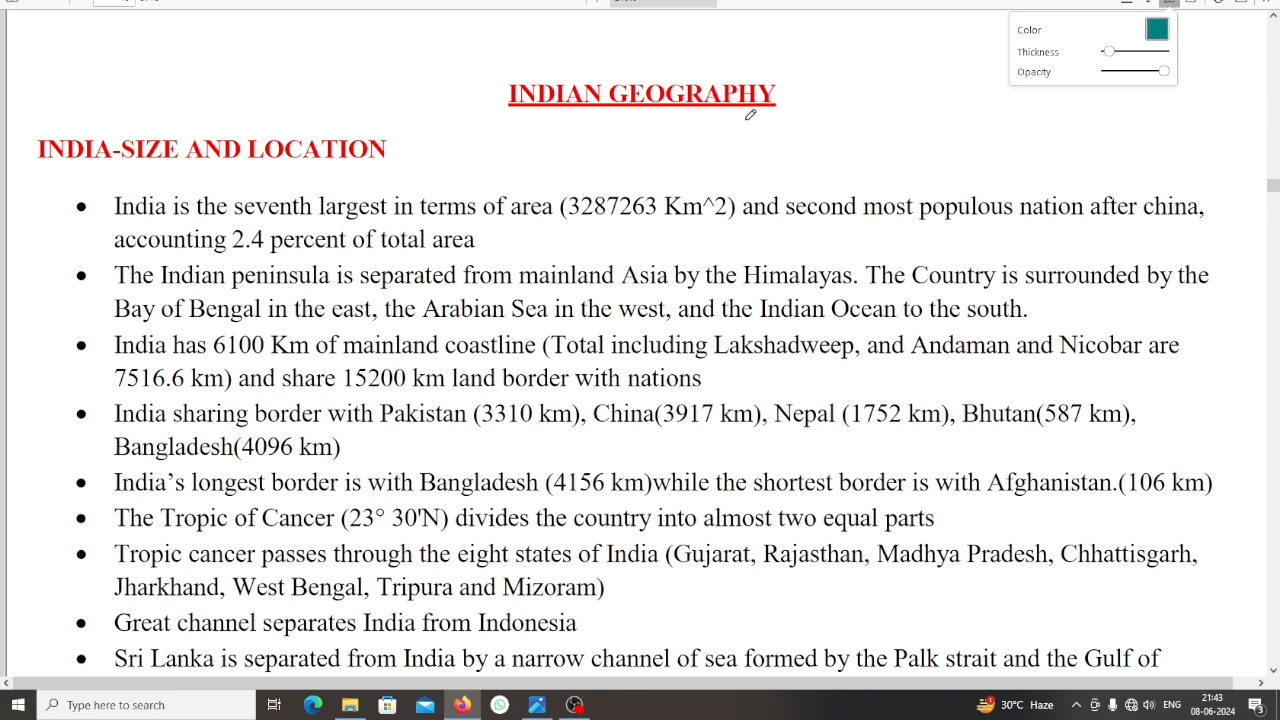 Color
Thickness
Opacity
INDIAN GEOGRAPHY
INDIA-SIZE AND LOCATION
• India is the seventh largest in terms of area (3287263 Km^2) and second most populous nation after china,
accounting 2.4 percent of total area
• The Indian peninsula is separated from mainland Asia by the Himalayas. The Country is surrounded by the
Bay of Bengal in the east, the Arabian Sea in the west, and the Indian Ocean to the south.
• India has 6100 Km of mainland coastline (Total including Lakshadweep, and Andaman and Nicobar are
7516.6 km) and share 15200 km land border with nations
• India sharing border with Pakistan (3310 km), China(3917 km), Nepal (1752 km), Bhutan(587 km),
Bangladesh(4096 km)
• India’s longest border is with Bangladesh (4156 km)while the shortest border is with Afghanistan.(106 km)
• The Tropic of Cancer (23° 30'N) divides the country into almost two equal parts
• Tropic cancer passes through the eight states of India (Gujarat, Rajasthan, Madhya Pradesh, Chhattisgarh,
Jharkhand, West Bengal, Tripura and Mizoram)
• Great channel separates India from Indonesia
• Sri Lanka is separated from India by a narrow channel of sea formed by the Palk strait and the Gulf of
Type here to search
30°C Haze
ENG
21:43
08-06-2024
3